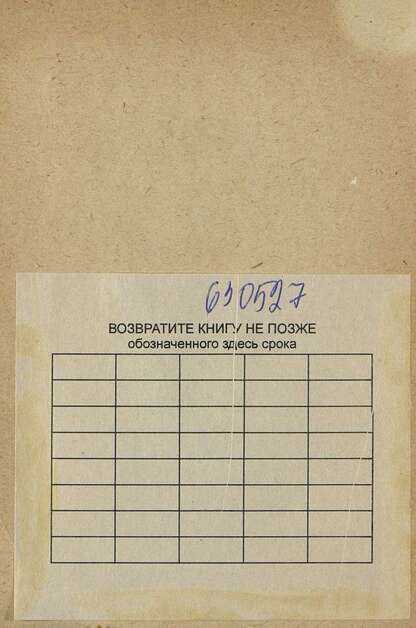 610527
ВОЗВРАТИТЕ КНИГУ НЕ ПОЗЖЕ
обозначенного здесь срока